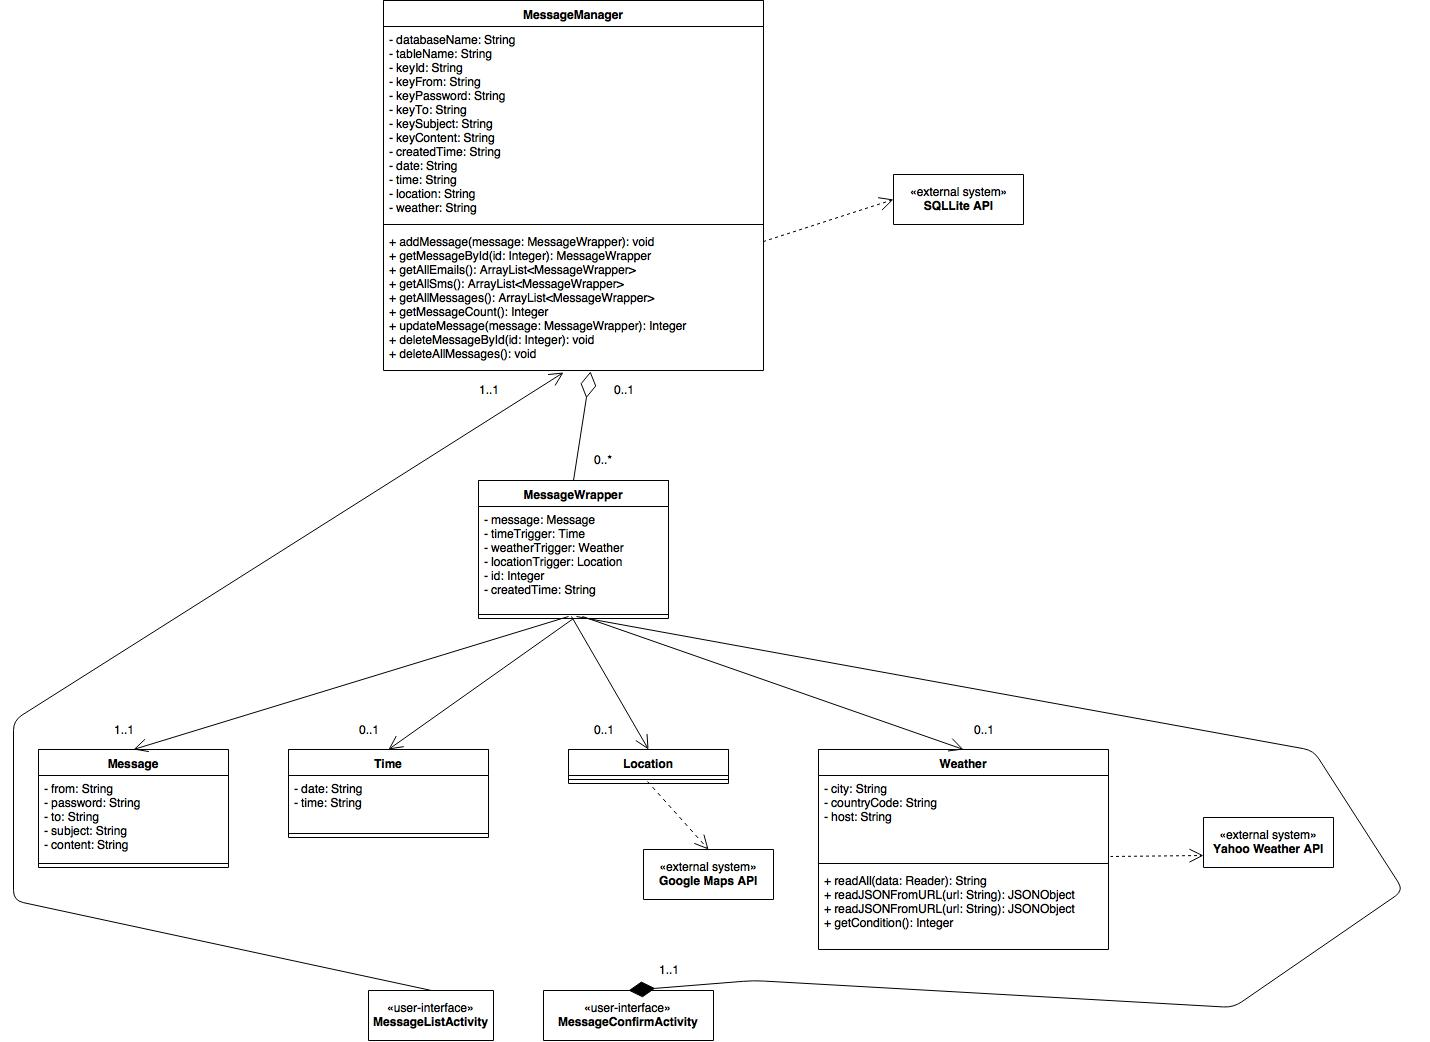 MessageManager
- databaseName: String
- tableName: String
- keyId: String
- keyFrom: String
- keyPassword: String
- keyTo: String
- keySubject: String
- keyContent: String
- createdTime: String
- date: String
- time: String
- location: String
- weather: String
+ addMessage(message: MessageWrapper): void
+ getMessageById(id: Integer): MessageWrapper
+ getAllEmails(): ArrayList<MessageWrapper>
+ getAllSms(): ArrayList<MessageWrapper>
+ getAllMessages(): ArrayList<MessageWrapper>
+ getMessageCount(): Integer
+ updateMessage(message: MessageWrapper): Integer
+ deleteMessageById(id: Integer): void
+ deleteAllMessages(): void
«external system»
SQLLite API
1..1
0..1
0..*
MessageWrapper
- message: Message
- timeTrigger: Time
- weatherTrigger: Weather
- locationTrigger: Location
- id: Integer
- createdTime: String
1..1
0..1
0..1
0..1
Message
- from: String
- password: String
- to: String
- subject: String
- content: String
Time
- date: String
- time: String
Location
«external system»
Google Maps API
Weather
- city: String
- countryCode: String
- host: String
+ readAll(data: Reader): String
+ readJSONFromURL(url: String): JSONObject
+ readJSONFromURL(url: String): JSONObject
+ getCondition(): Integer
«external system»
Yahoo Weather API
1..1
«user-interface»
MessageListActivity
«user-interface»
MessageConfirmActivity